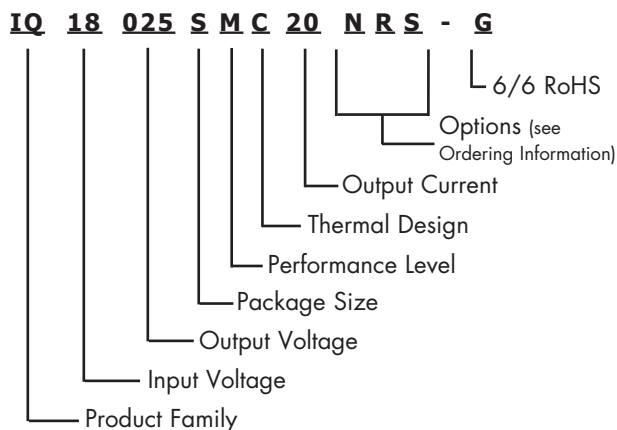 IQ 18 025 S M C 20 N R S - G
6/6 RoHS
Options (see
Ordering Information)
Output Current
Thermal Design
Performance Level
Package Size
Output Voltage
Input Voltage
Product Family